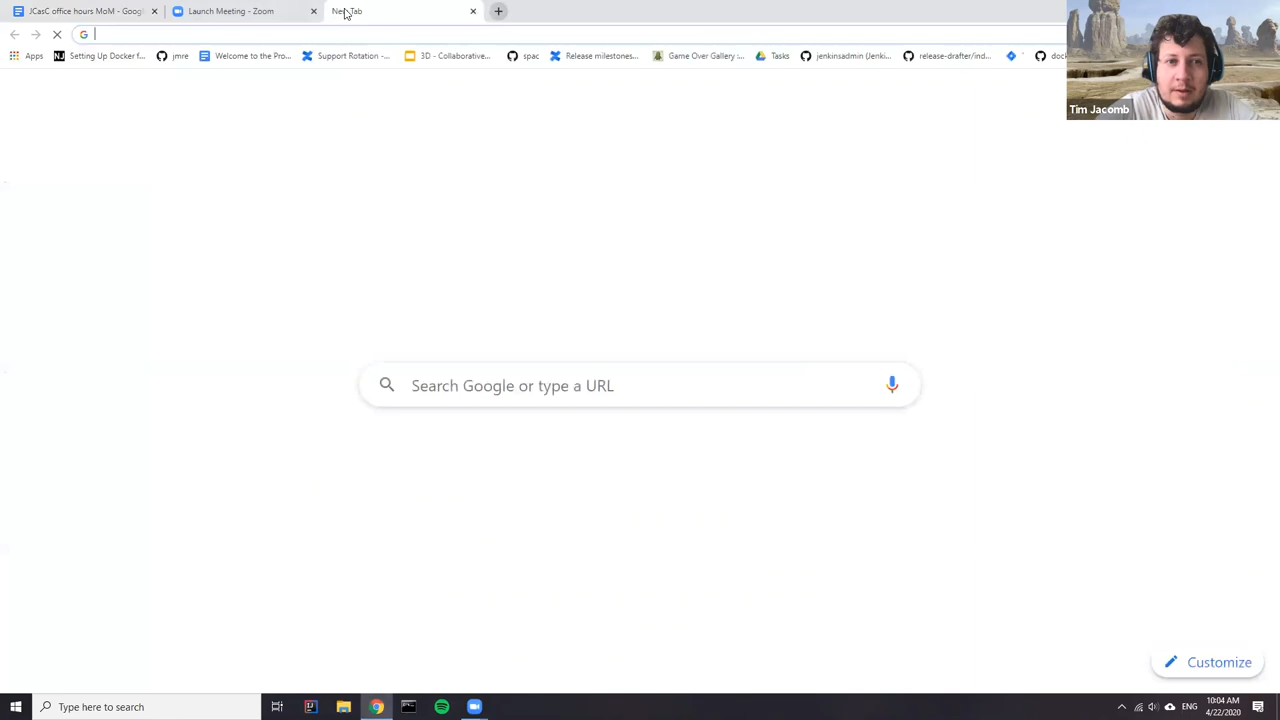 JCasC office hours MoM - Googl
Launch Meeting - Zoom
New Tab
Apps
Setting Up Docker f...
jmre
Welcome to the Pro...
Support Rotation -...
3D - Collaborative...
spac
Release milestones...
Game Over Gallery :...
Tasks
jenkinsadmin (Jenki...
release-drafter/ind...
dock
Tim Jacomb
Search Google or type a URL
Customize
Type here to search
ENG
10:04 AM
4/22/2020